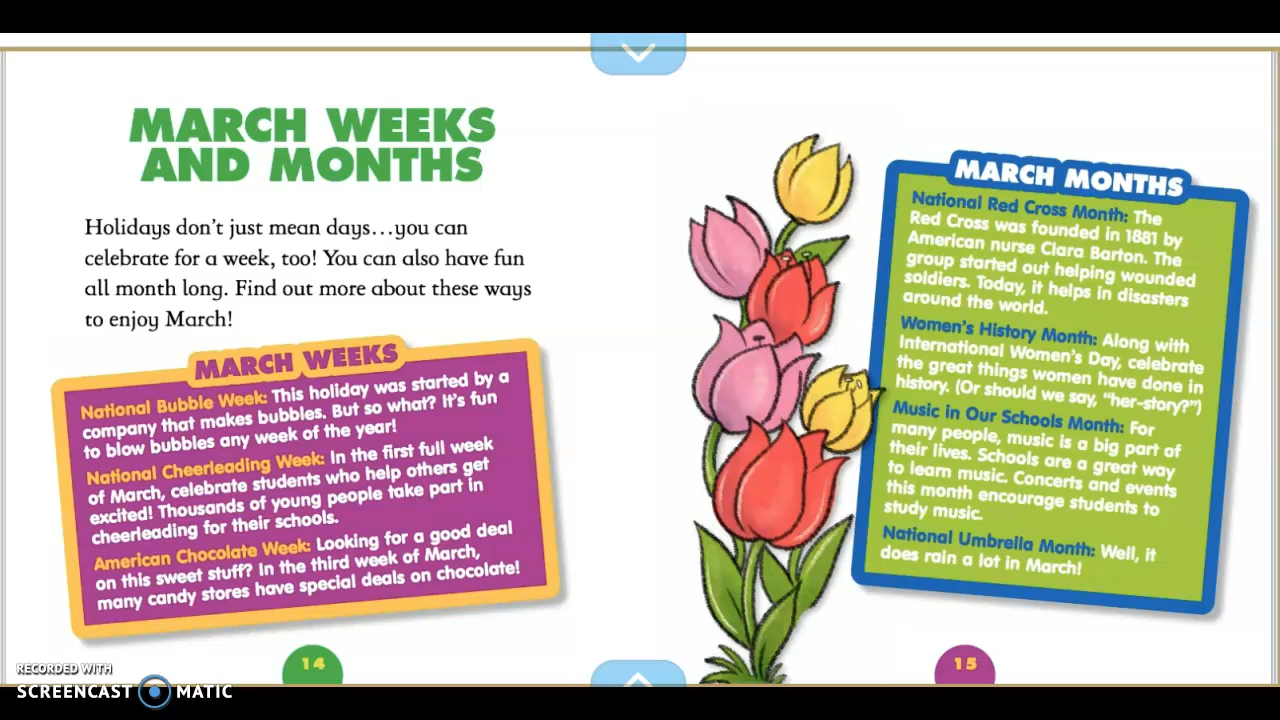 MARCH WEEKS
AND MONTHS
Holidays don't just mean days...you can
celebrate for a week, too! You can also have fun
all month long. Find out more about these ways
to enjoy March!
MARCH WEEKS
National Bubble Week: This holiday was started by a
company that makes bubbles. But so what? It's fun
to blow bubbles any week of the year!
National Cheerleading Week: In the first full week
of March, celebrate students who help others get
excited! Thousands of young people take part in
cheerleading for their schools.
American Chocolate Week: Looking for a good deal
on this sweet stuff? In the third week of March,
many candy stores have special deals on chocolate!
14
MARCH MONTHS
National Red Cross Month: The
Red Cross was founded in 1881 by
American nurse Clara Barton. The
group started out helping wounded
soldiers. Today, it helps in disasters
around the world.
Women's History Month: Along with
International Women's Day, celebrate
the great things women have done in
history. (Or should we say, "her-story?")
Music in Our Schools Month: For
many people, music is a big part of
their lives. Schools are a great way
to learn music. Concerts and events
this month encourage students to
study music.
National Umbrella Month: Well, it
does rain a lot in March!
15
RECORDED WITH
SCREENCAST MATIC